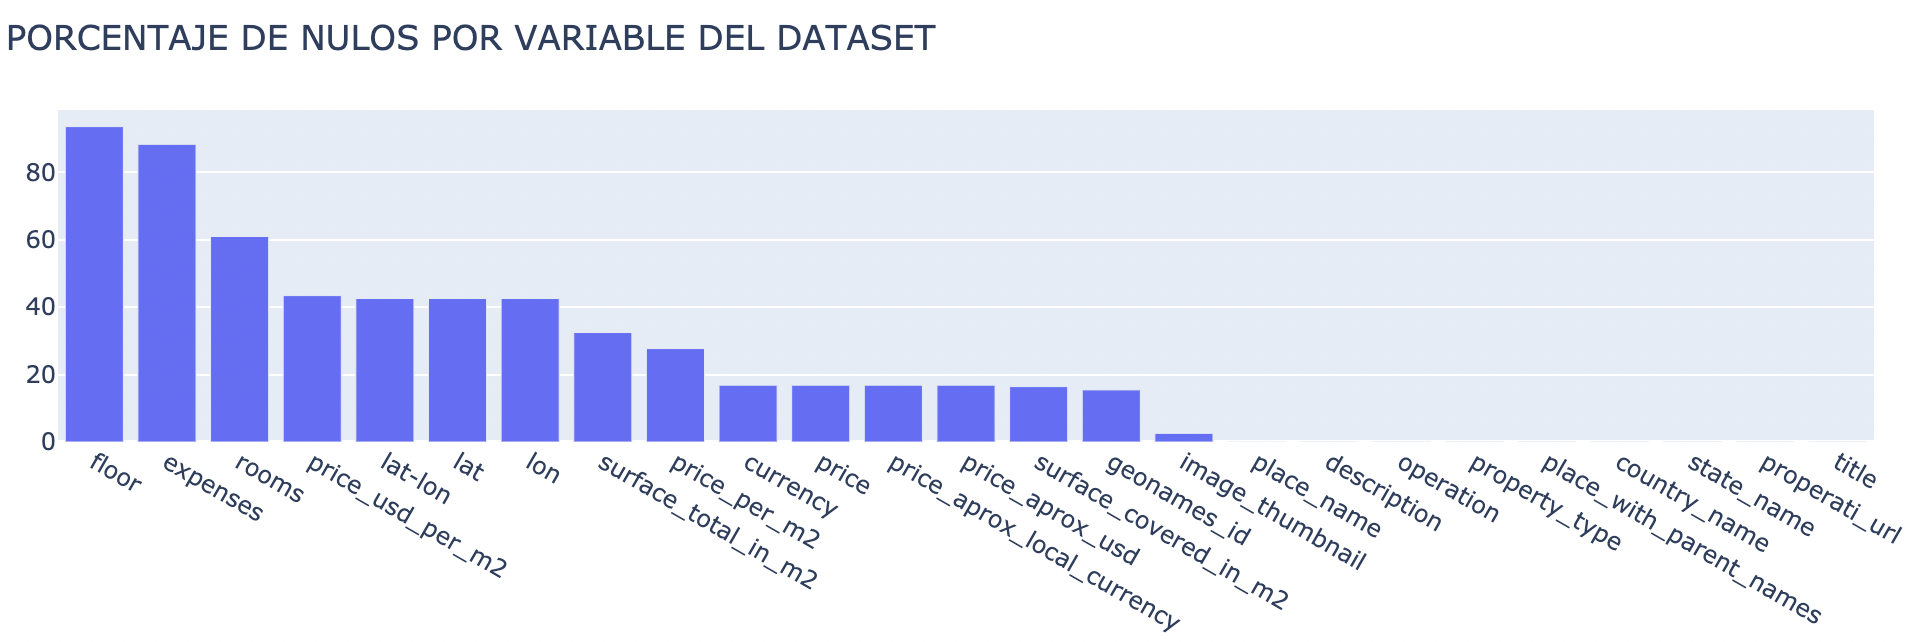 PORCENTAJE DE NULOS POR VARIABLE DEL DATASET
80
60
40
20
0
floor
expenses
rooms
price_usd_per_m2
lat-lon
lat
lon
surface_total_in_m2
price_per_m2
currency
price
price_aprox_local_currency
price_aprox_usd
surface_covered_in_m2
geonames_id
image_thumbnail
place_name
description
operation
property_type
place_with_parent_names
country_name
state_name
properati_url
title